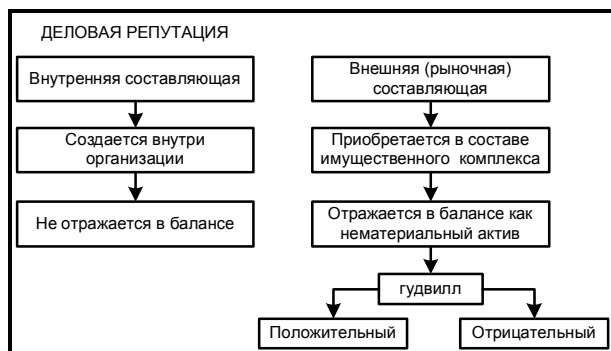 ДЕЛОВАЯ РЕПУТАЦИЯ
Внутренняя составляющая
Создается внутри
организации
Не отражается в балансе
Внешняя (рыночная)
составляющая
Приобретается в составе
имущественного комплекса
Отражается в балансе как
нематериальный актив
гудвилл
Положительный
Отрицательный